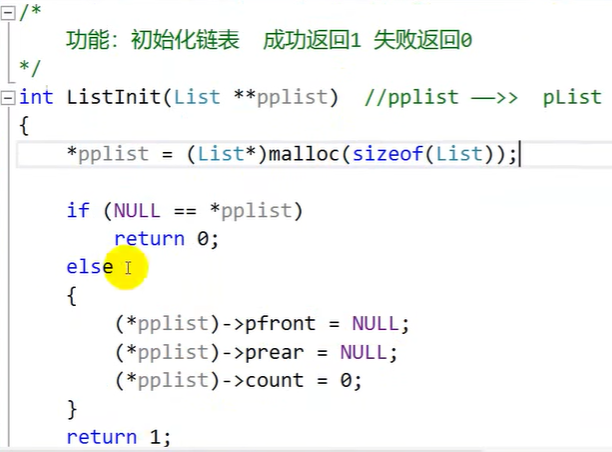 /*
功能：初始化链表 成功返回1 失败返回0
*/
int ListInit(List **pplist) //pplist ——>> pList
{
*pplist = (List*)malloc(sizeof(List));
if (NULL == *pplist)
return 0;
else
{
(*pplist)->pfront = NULL;
(*pplist)->prear = NULL;
(*pplist)->count = 0;
}
return 1;